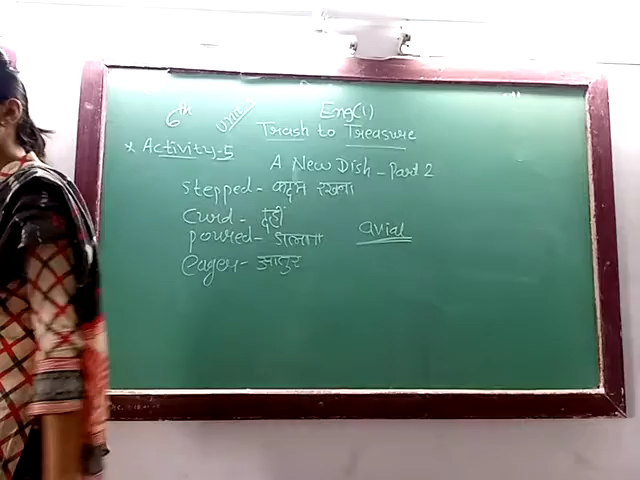 6th Unit Eng(1)
Trash to Treasure
* Activity-5
A New Dish - Part 2
Stepped - कदम रखना
Curd - दहीं
Poured - डालना avial
eager - आतुर